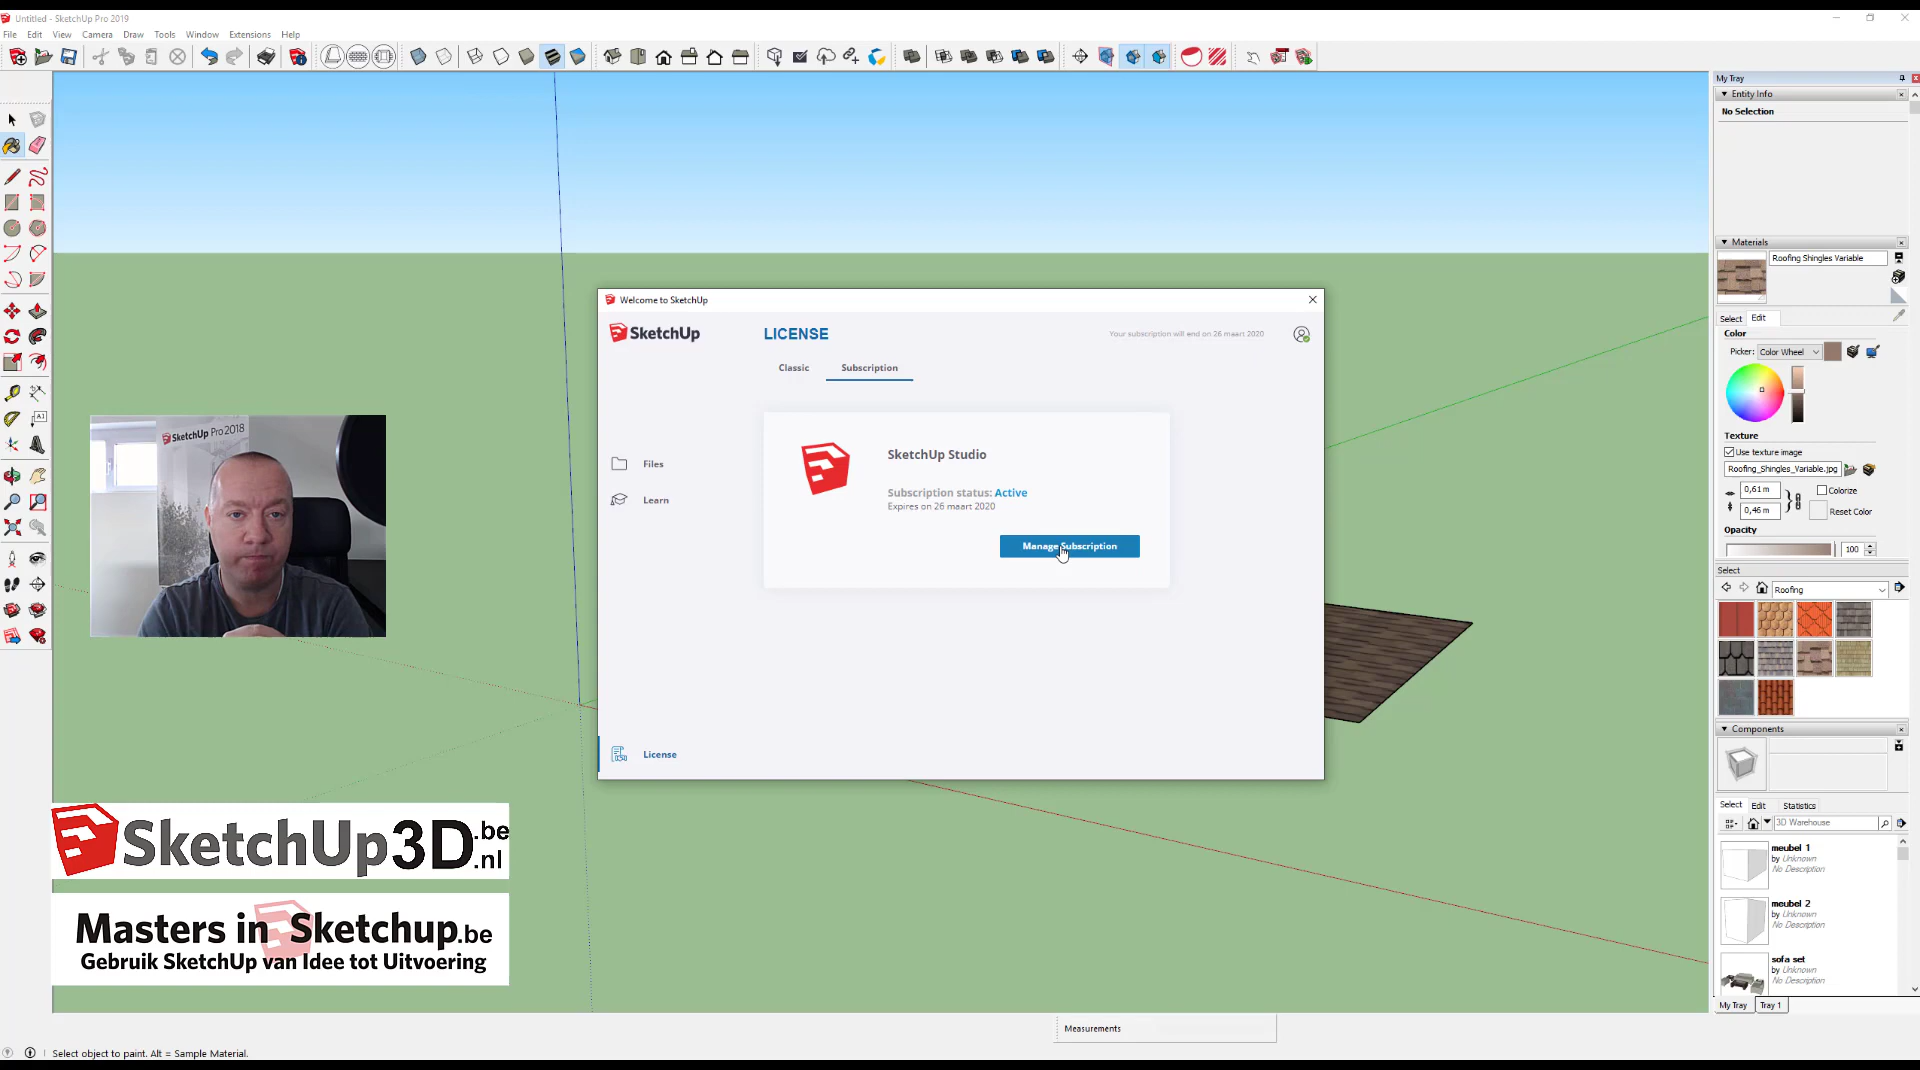 Untitled - SketchUp Pro 2019
File Edit View Camera Draw Tools Window Extensions Help
My Tray
Entity Info
No Selection
Materials
Roofing Shingles Variable
Select Edit
Color
Picker: Color Wheel
Texture
Use texture image
Roofing_Shingles_Variable.jpg
0,61 m Colorize
0,46 m Reset Color
Opacity
100
Select
Roofing
Components
Select Edit Statistics
3D Warehouse
meubel 1
by Unknown
No Description
meubel 2
by Unknown
No Description
sofa set
by Unknown
No Description
My Tray Tray 1
Welcome to SketchUp
SketchUp
LICENSE
Your subscription will end on 26 maart 2020
Classic Subscription
SketchUp Studio
Subscription status: Active
Expires on 26 maart 2020
Manage Subscription
Files
Learn
License
SketchUp Pro 2018
SketchUp3D.be
.nl
Masters in Sketchup.be
Gebruik SketchUp van Idee tot Uitvoering
Measurements
Select object to paint. Alt = Sample Material.